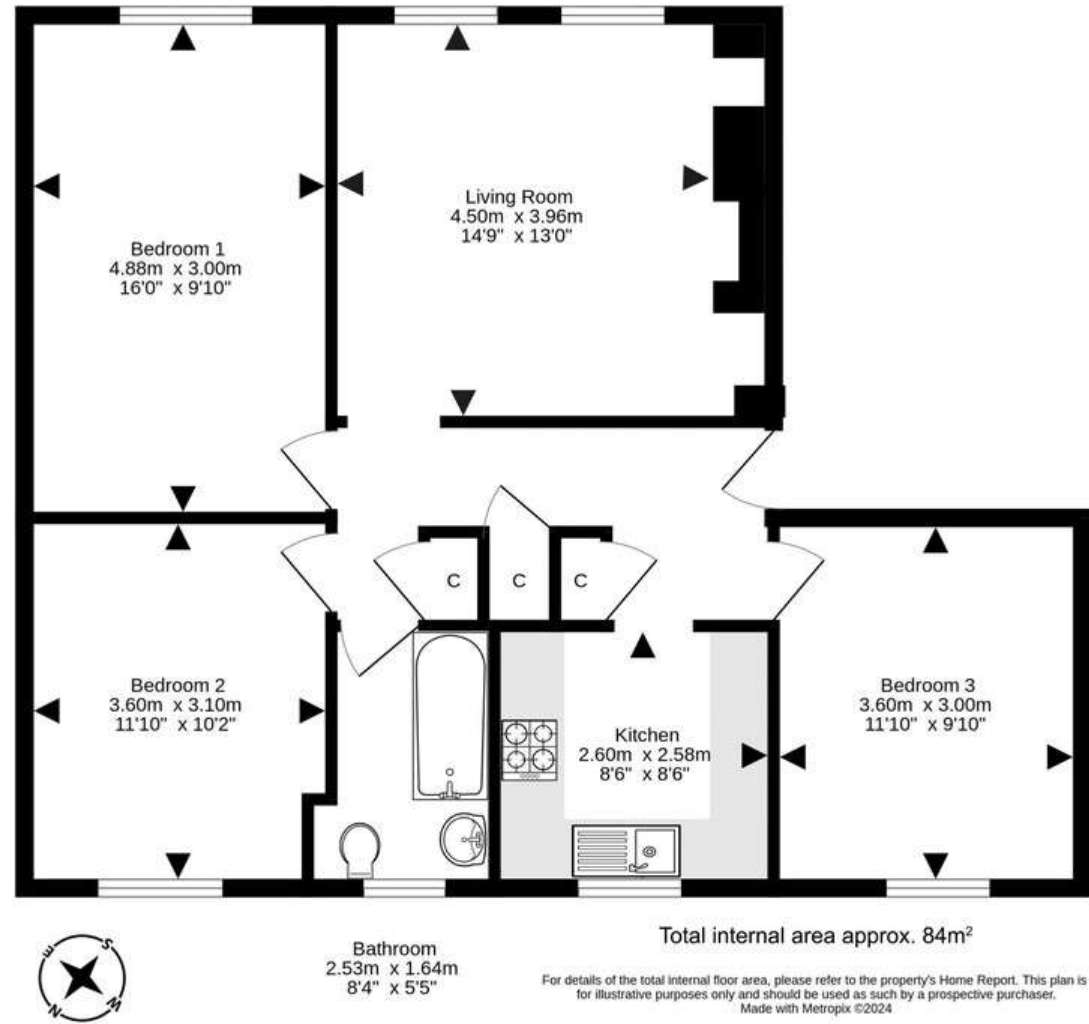 Living Room
4.50m x 3.96m
14'9" x 13'0"
Bedroom 1
4.88m x 3.00m
16'0" x 9'10"
C
C
C
Bedroom 2
3.60m x 3.10m
11'10" x 10'2"
Kitchen
2.60m x 2.58m
8'6" x 8'6"
Bedroom 3
3.60m x 3.00m
11'10" x 9'10"
Bathroom
2.53m x 1.64m
8'4" x 5'5"
E
S
N
W
Total internal area approx. 84m²
For details of the total internal floor area, please refer to the property's Home Report. This plan is
for illustrative purposes only and should be used as such by a prospective purchaser.
Made with Metropix ©2024